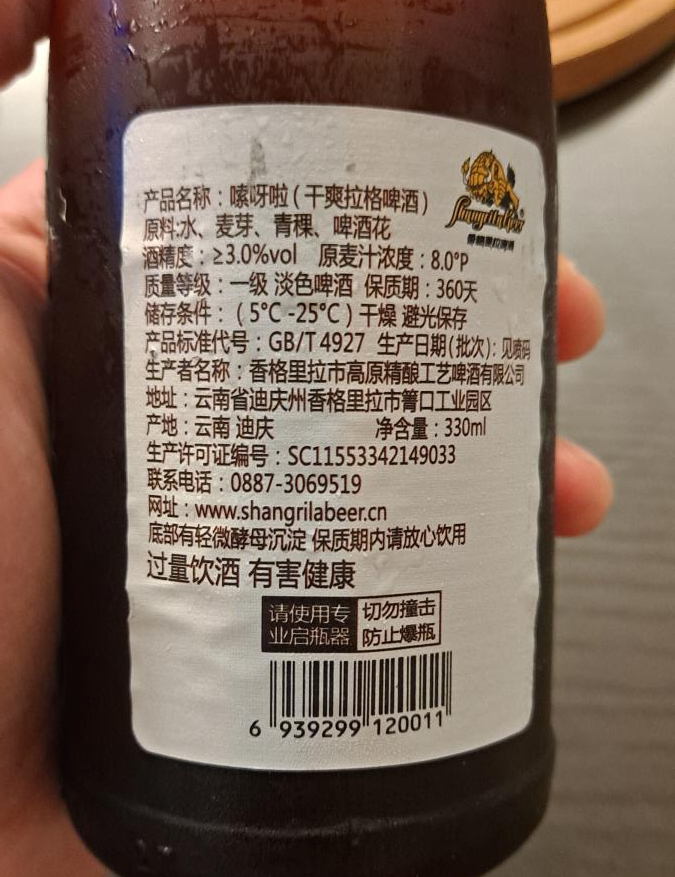 Shangrila Beer
香格里拉啤酒
产品名称：嗦呀啦（干爽拉格啤酒）
原料:水、麦芽、青稞、啤酒花
酒精度：≥3.0%vol 原麦汁浓度：8.0°P
质量等级：一级 淡色啤酒 保质期：360天
储存条件：（5°C -25°C）干燥 避光保存
产品标准代号：GB/T 4927 生产日期(批次)：见喷码
生产者名称：香格里拉市高原精酿工艺啤酒有限公司
地址：云南省迪庆州香格里拉市箐口工业园区
产地：云南 迪庆 净含量：330ml
生产许可证编号：SC11553342149033
联系电话：0887-3069519
网址：www.shangrilabeer.cn
底部有轻微酵母沉淀 保质期内请放心饮用
过量饮酒 有害健康
请使用专业启瓶器
切勿撞击
防止爆瓶
6 939299 120011